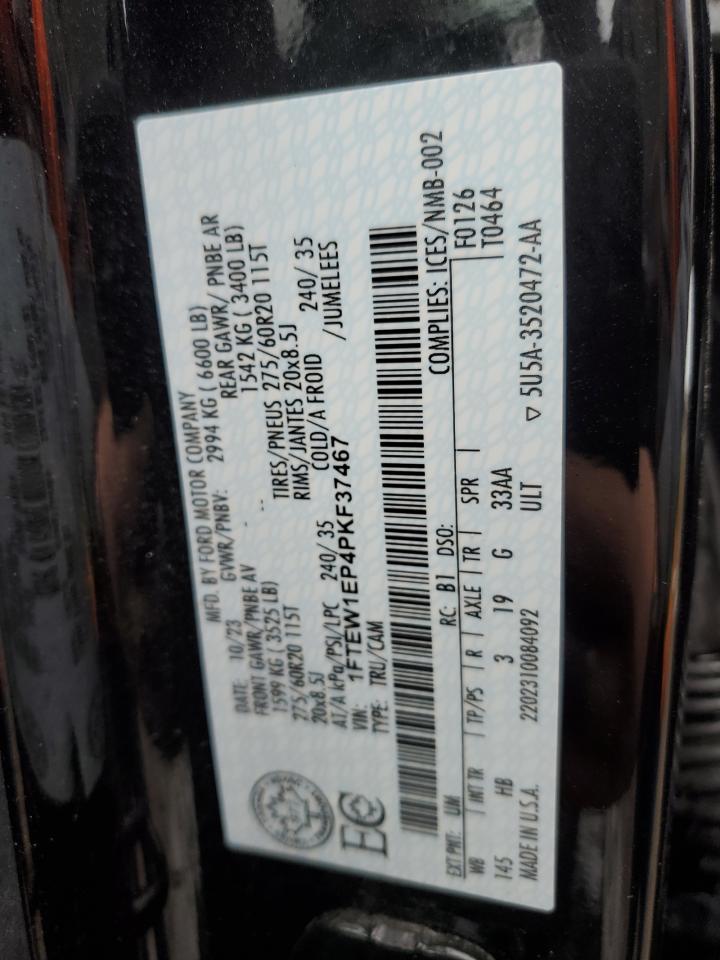 MFD. BY FORD MOTOR COMPANY
DATE: 10/23 GVWR/PNBV: 2994 KG ( 6600 LB)
FRONT GAWR/PNBE AV REAR GAWR/ PNBE AR
1599 KG ( 3525 LB) 1542 KG ( 3400 LB)
275/60R20 115T TIRES/PNEUS 275/60R20 115T
20x8.5J RIMS/JANTES 20x8.5J
AT/A kPa/PSI/LPC 240/ 35 COLD/A FROID 240/ 35
VIN: 1FTEW1EP4PKF37467 /JUMELEES
TYPE: TRU/CAM
EC
COMPLIES: ICES/NMB-002
EXT PNT: UM RC: B1 DSO: F0126
WB | INT TR | TP/PS | R | AXLE | TR | SPR | T0464
145 HB 3 19 G 33AA
MADE IN U.S.A. 2202310084092 ULT ▽ 5U5A-3520472-AA